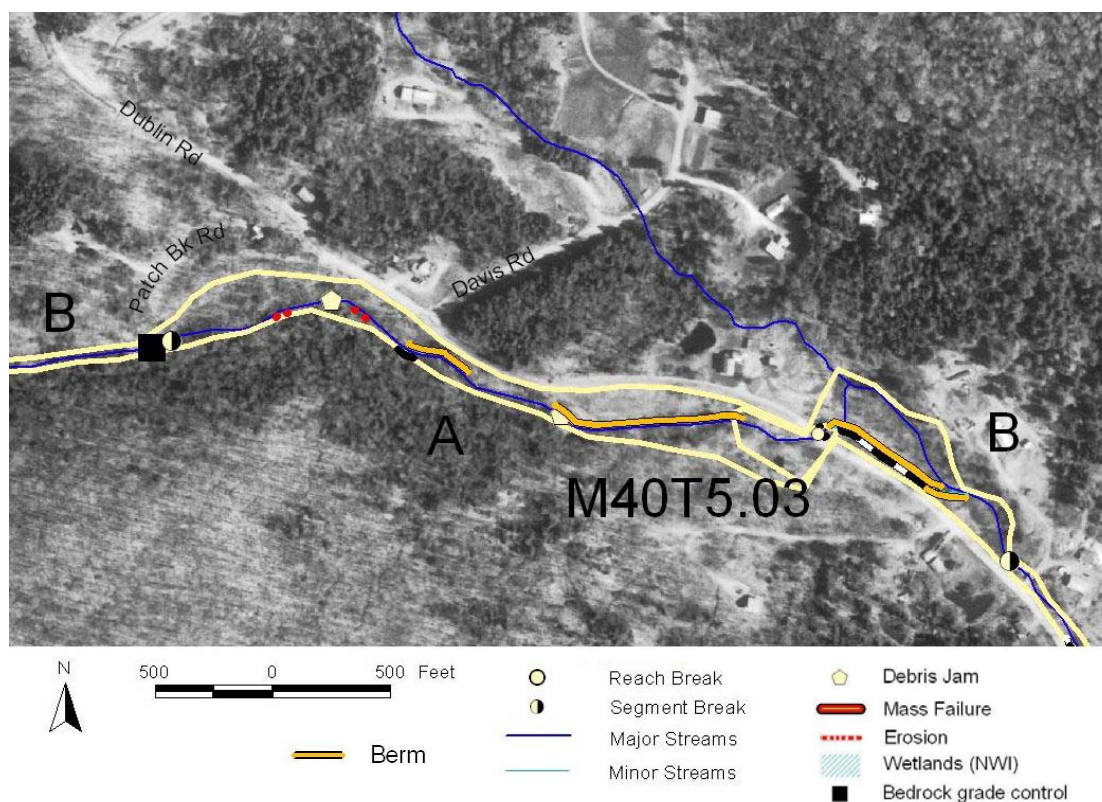 Dublin Rd
Patch Bk Rd
Davis Rd
B
A
B
M40T5.03
N
500 0 500 Feet
Berm
Reach Break
Segment Break
Major Streams
Minor Streams
Debris Jam
Mass Failure
Erosion
Wetlands (NWI)
Bedrock grade control